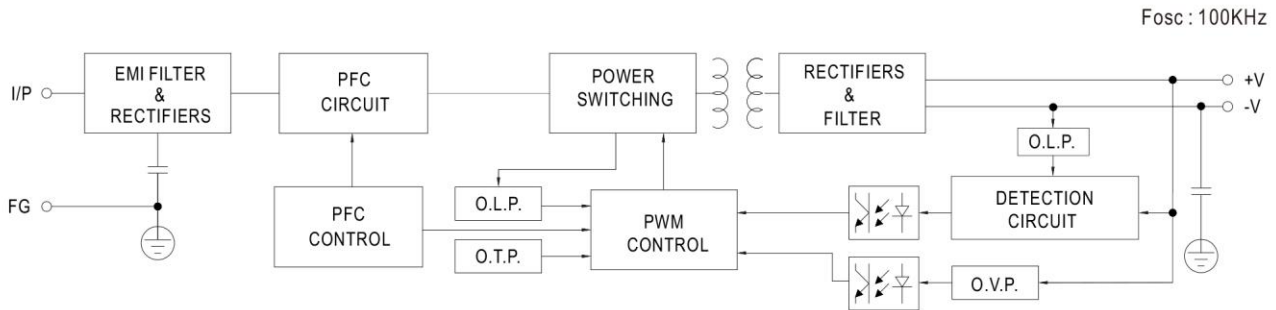 Fosc : 100KHz
I/P
EMI FILTER
&
RECTIFIERS
PFC
CIRCUIT
POWER
SWITCHING
RECTIFIERS
&
FILTER
+V
-V
O.L.P.
FG
PFC
CONTROL
O.L.P.
O.T.P.
PWM
CONTROL
DETECTION
CIRCUIT
O.V.P.